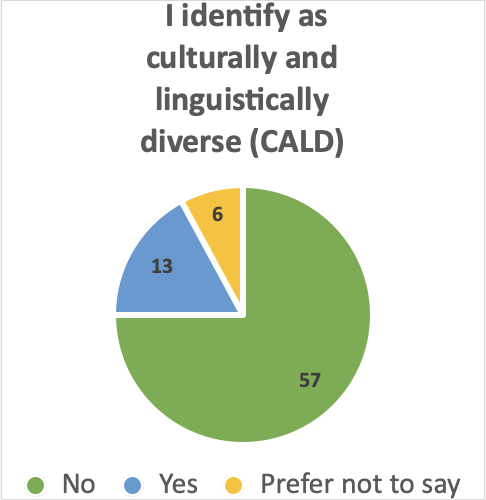 I identify as
culturally and
linguistically
diverse (CALD)
6
13
57
No Yes Prefer not to say